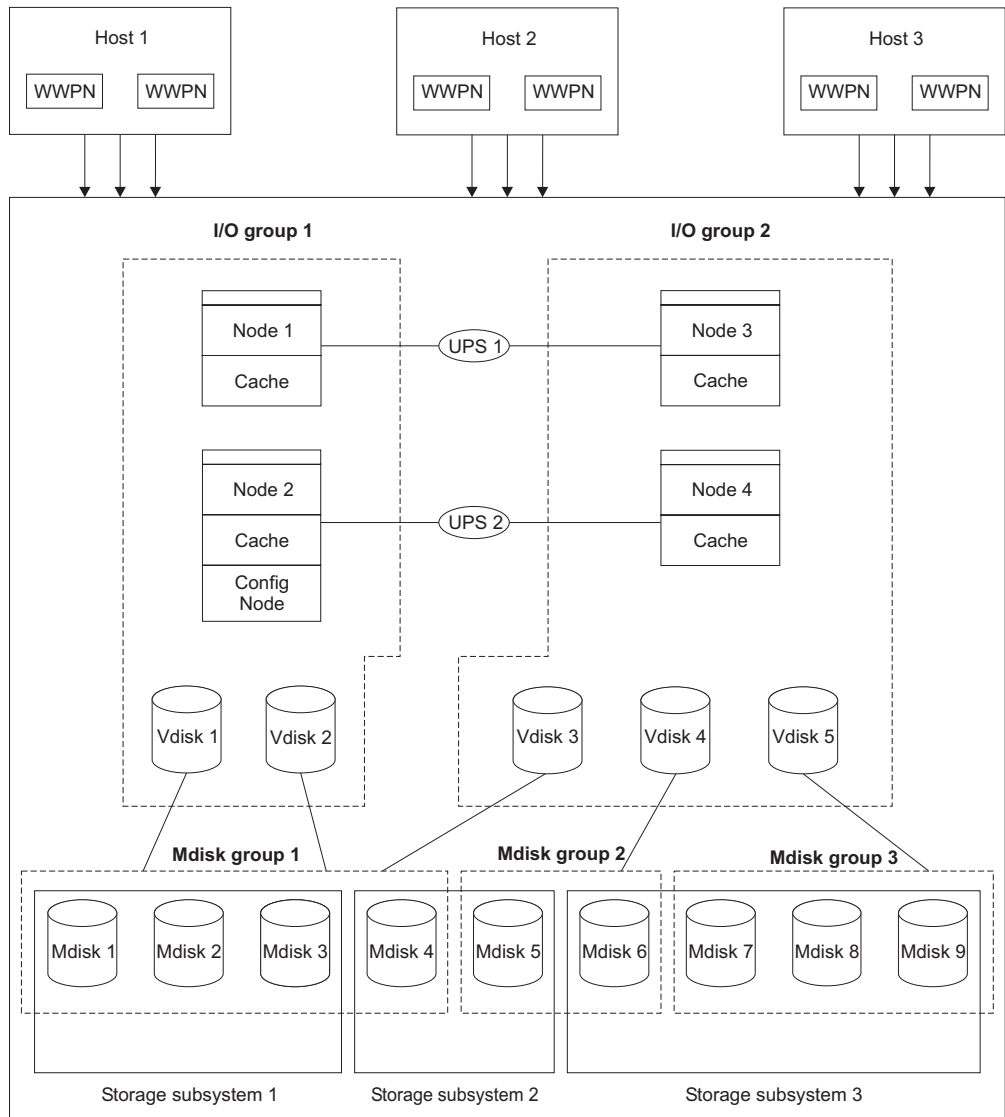 Host 1
WWPN
WWPN
Host 2
WWPN
WWPN
Host 3
WWPN
WWPN
I/O group 1
I/O group 2
Node 1
Cache
UPS 1
Node 3
Cache
Node 2
Cache
Config
Node
UPS 2
Node 4
Cache
Vdisk 1
Vdisk 2
Vdisk 3
Vdisk 4
Vdisk 5
Mdisk group 1
Mdisk group 2
Mdisk group 3
Mdisk 1
Mdisk 2
Mdisk 3
Mdisk 4
Mdisk 5
Mdisk 6
Mdisk 7
Mdisk 8
Mdisk 9
Storage subsystem 1
Storage subsystem 2
Storage subsystem 3